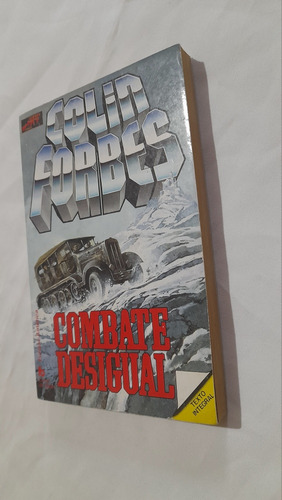 COLIN
FORBES
COMBATE
DESIGUAL
TEXTO
INTEGRAL